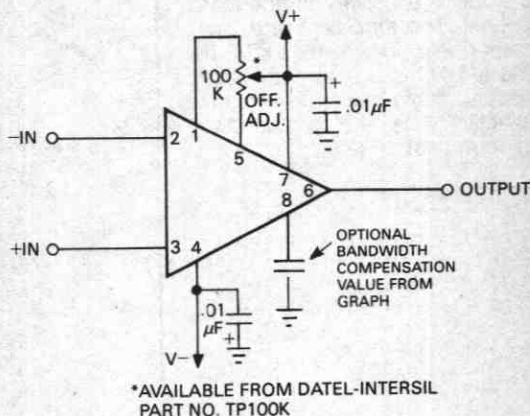 V+
*
100
K
OFF.
ADJ.
+
.01µF
−IN
2
1
5
7
6
8
OUTPUT
+IN
3
4
OPTIONAL
BANDWIDTH
COMPENSATION
VALUE FROM
GRAPH
.01
µF
+
V−
*AVAILABLE FROM DATEL-INTERSIL
PART NO. TP100K